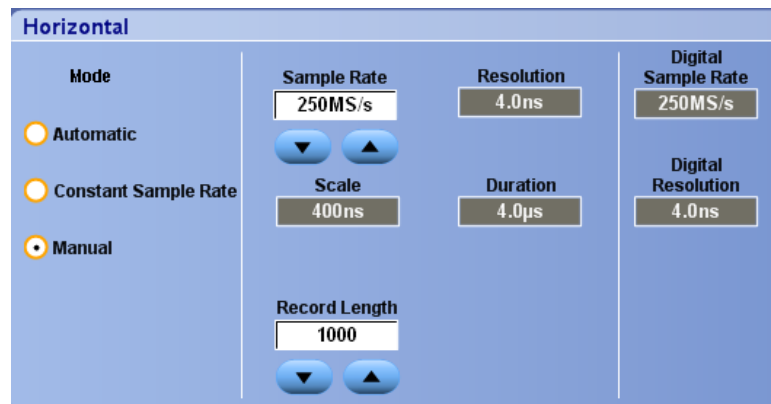 Horizontal
Mode
Automatic
Constant Sample Rate
Manual
Sample Rate
250MS/s
Scale
400ns
Record Length
1000
Resolution
4.0ns
Duration
4.0µs
Digital
Sample Rate
250MS/s
Digital
Resolution
4.0ns